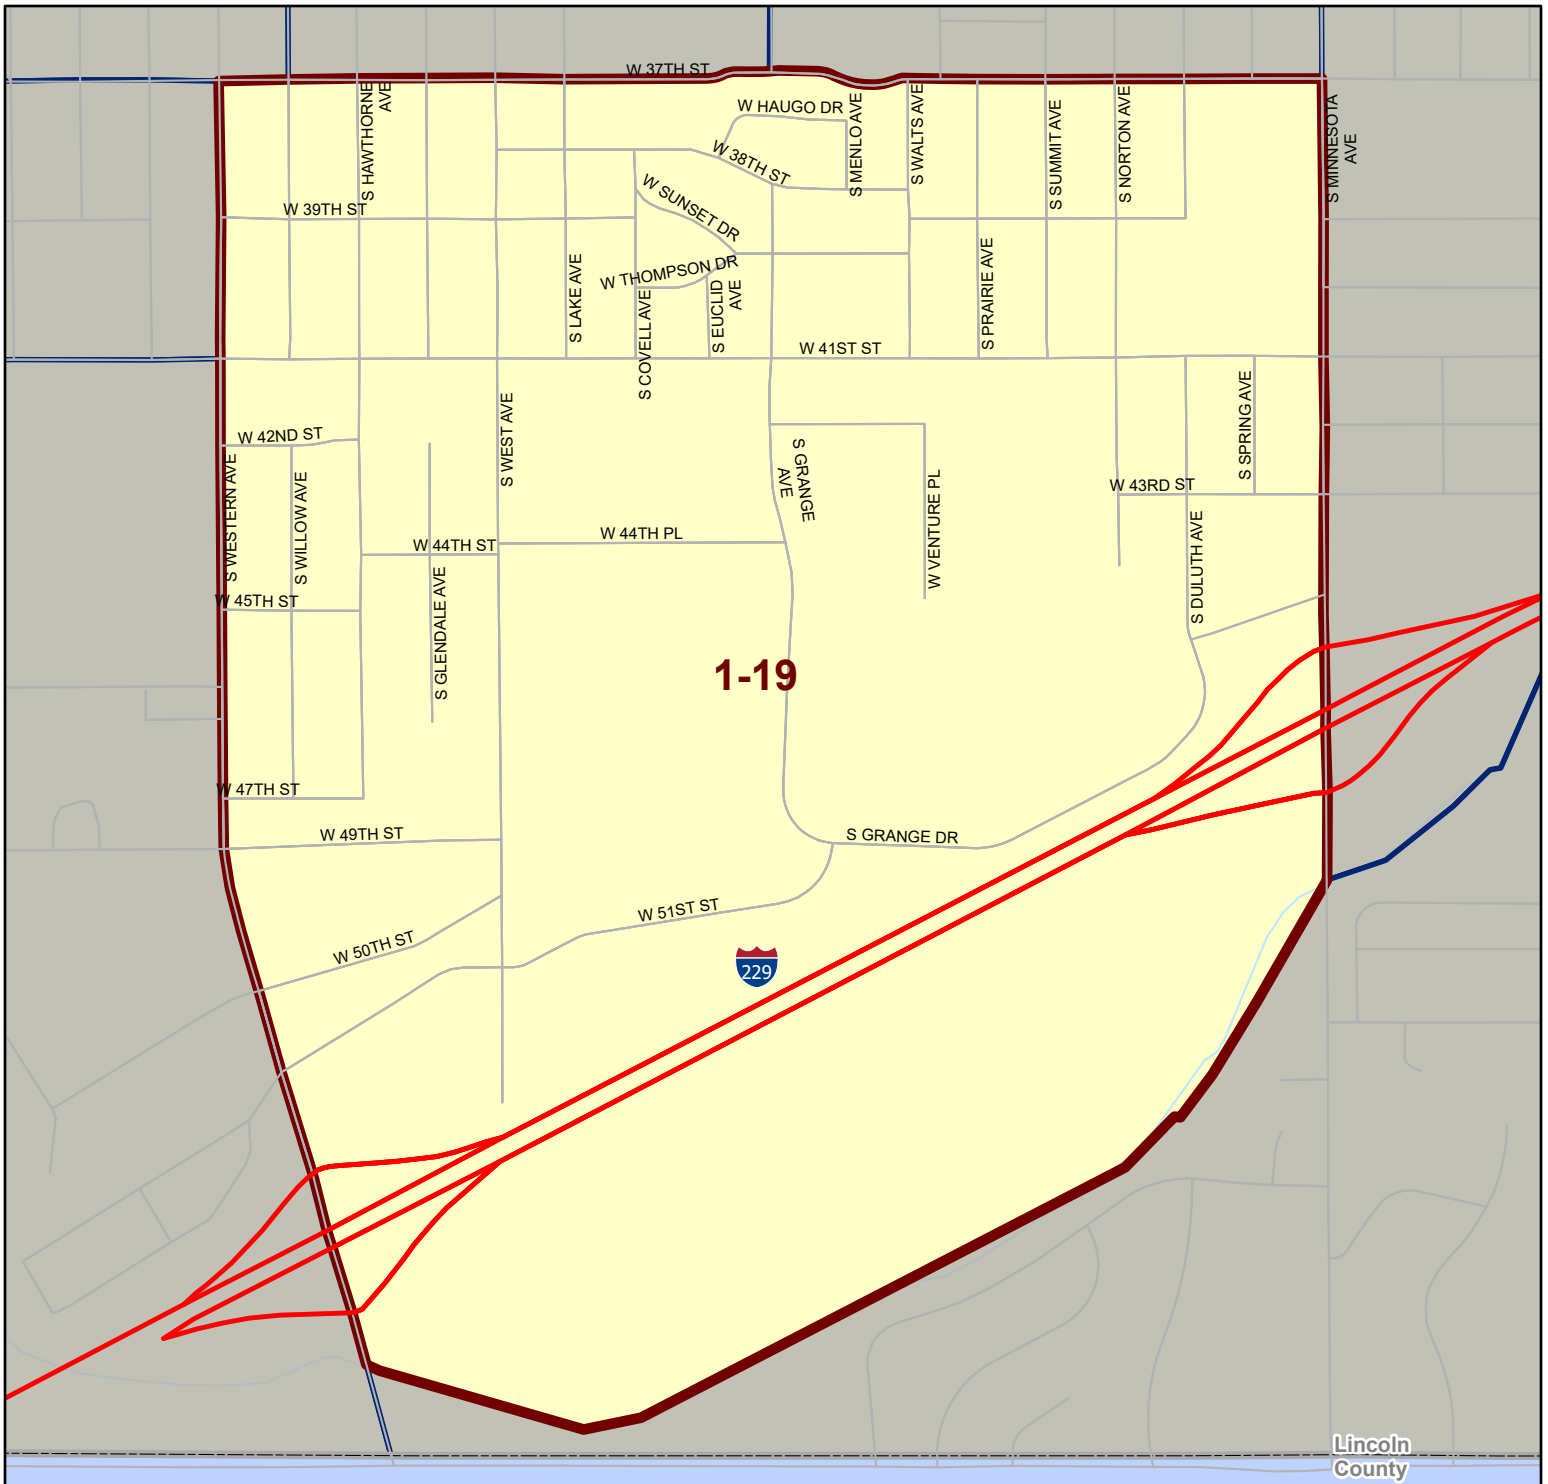 W 37TH ST
S HAWTHORNE
AVE
W HAUGO DR
S MENLO AVE
S WALTS AVE
S SUMMIT AVE
S NORTON AVE
S MINNESOTA
AVE
W 38TH ST
W SUNSET DR
W 39TH ST
W THOMPSON DR
S LAKE AVE
S COVELL AVE
S EUCLID
AVE
S PRAIRIE AVE
W 41ST ST
S SPRING AVE
S WEST AVE
W 42ND ST
S WESTERN AVE
S WILLOW AVE
S GRANGE
AVE
W VENTURE PL
W 43RD ST
W 44TH ST
W 44TH PL
S DULUTH AVE
S GLENDALE AVE
W 45TH ST
1-19
W 47TH ST
W 49TH ST
S GRANGE DR
W 51ST ST
W 50TH ST
229
Lincoln
County